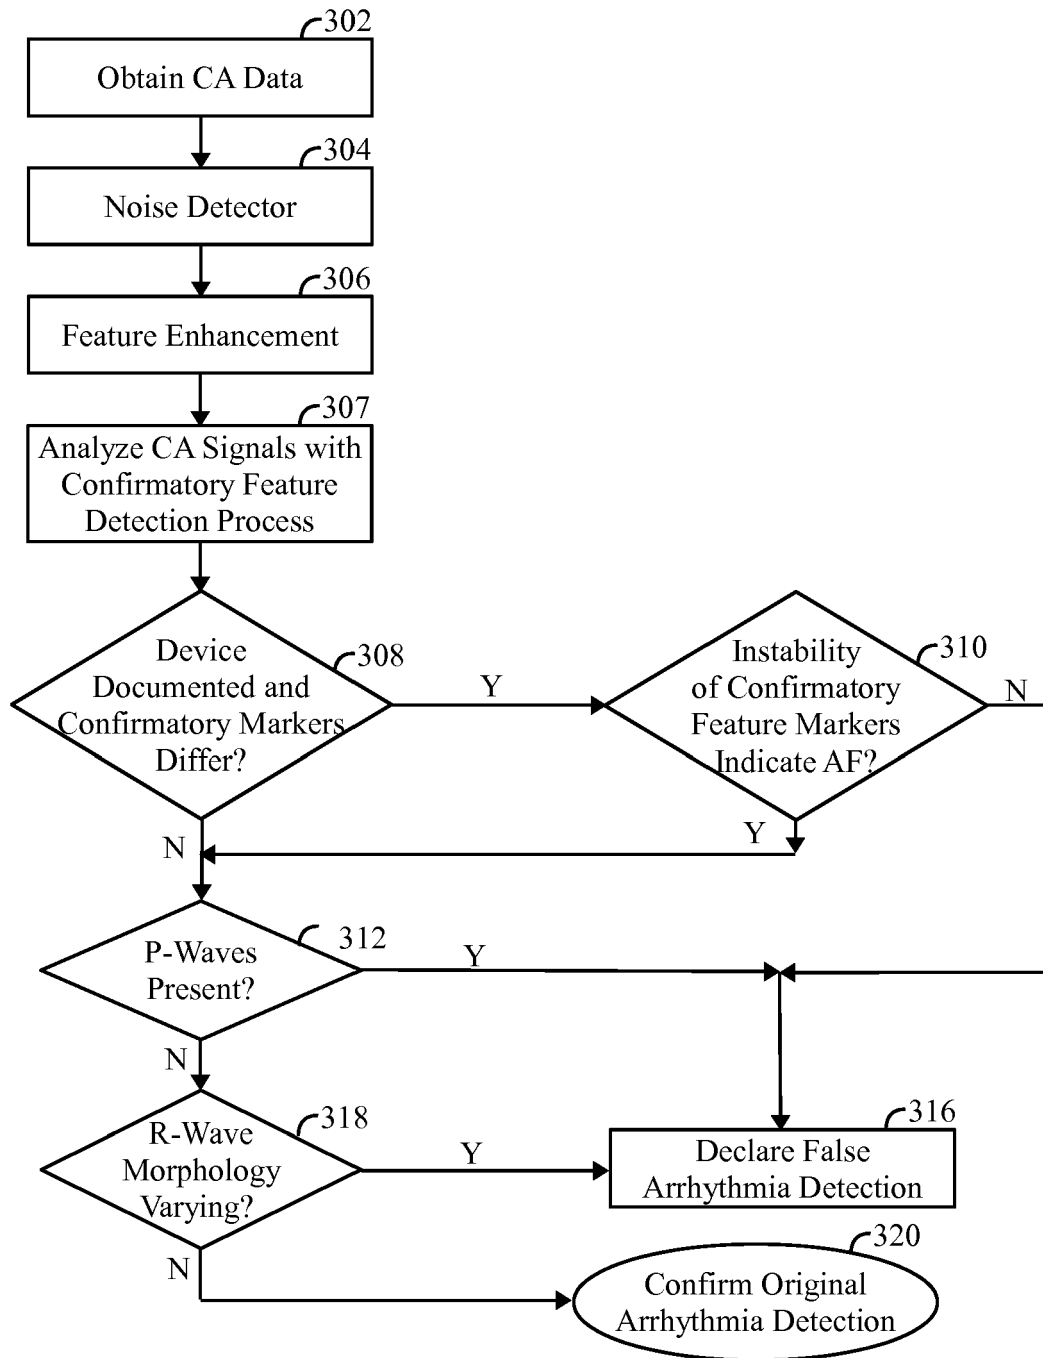 302
Obtain CA Data
304
Noise Detector
306
Feature Enhancement
307
Analyze CA Signals with
Confirmatory Feature
Detection Process
Device
Documented and
Confirmatory Markers
Differ?
308
Y
Instability
of Confirmatory
Feature Markers
Indicate AF?
310
N
N
Y
P-Waves
Present?
312
Y
N
R-Wave
Morphology
Varying?
318
Y
316
Declare False
Arrhythmia Detection
N
320
Confirm Original
Arrhythmia Detection